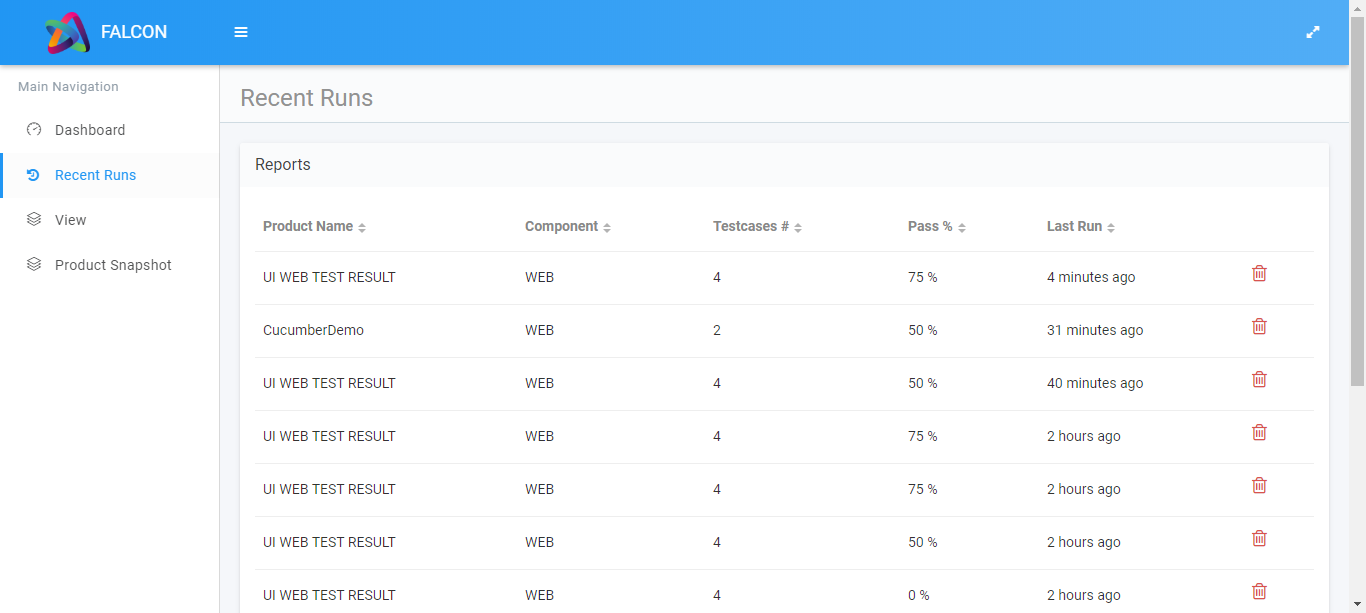 FALCON
Main Navigation
Dashboard
Recent Runs
View
Product Snapshot
Recent Runs
Reports
Product Name Component Testcases # Pass % Last Run
UI WEB TEST RESULT WEB 4 75 % 4 minutes ago
CucumberDemo WEB 2 50 % 31 minutes ago
UI WEB TEST RESULT WEB 4 50 % 40 minutes ago
UI WEB TEST RESULT WEB 4 75 % 2 hours ago
UI WEB TEST RESULT WEB 4 75 % 2 hours ago
UI WEB TEST RESULT WEB 4 50 % 2 hours ago
UI WEB TEST RESULT WEB 4 0 % 2 hours ago